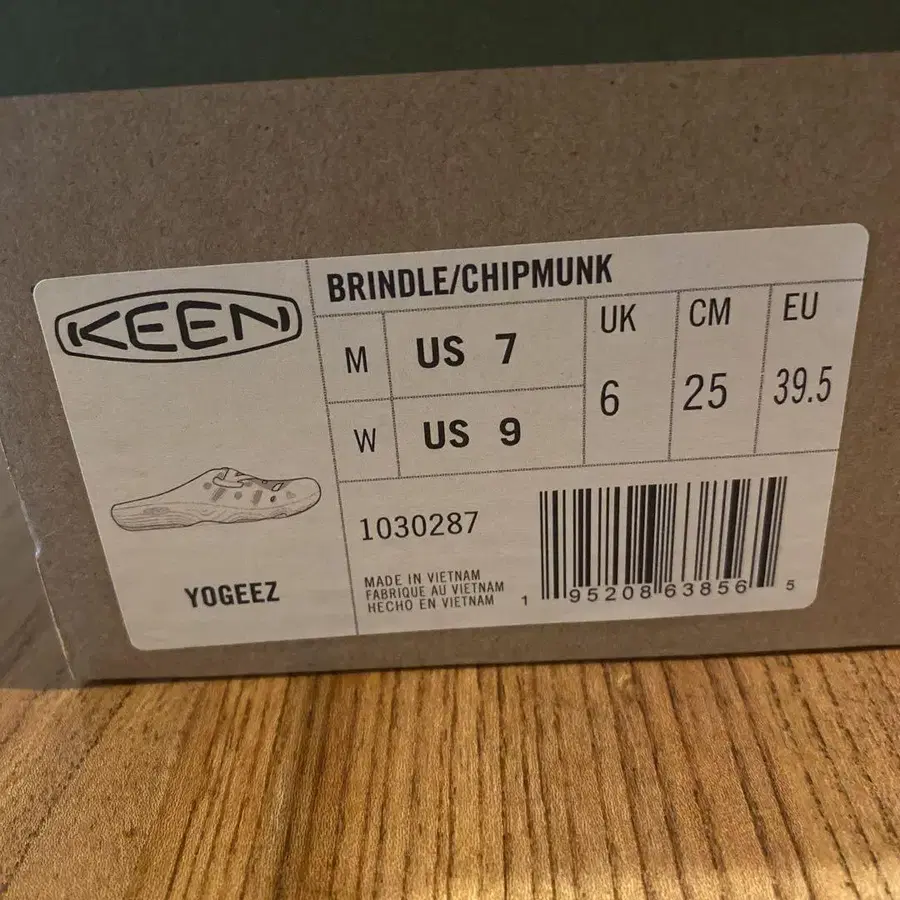 KEEN
BRINDLE/CHIPMUNK
M US 7
W US 9
UK
6
CM
25
EU
39.5
YOGEEZ
1030287
MADE IN VIETNAM
FABRIQUE AU VIETNAM
HECHO EN VIETNAM
1 95208 63856 5